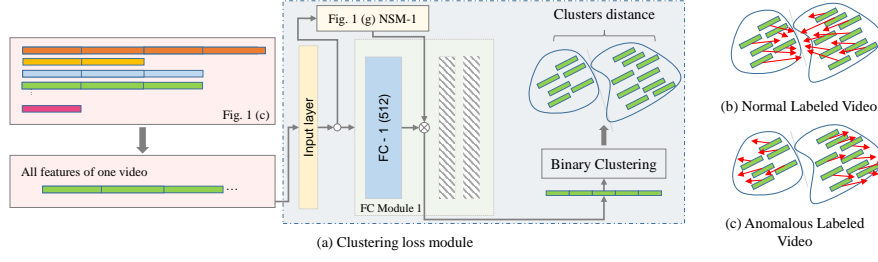 Fig. 1 (c)
All features of one video
...
Input layer
Fig. 1 (g) NSM-1
FC - 1 (512)
FC Module 1
Clusters distance
Binary Clustering
(a) Clustering loss module
(b) Normal Labeled Video
(c) Anomalous Labeled
Video